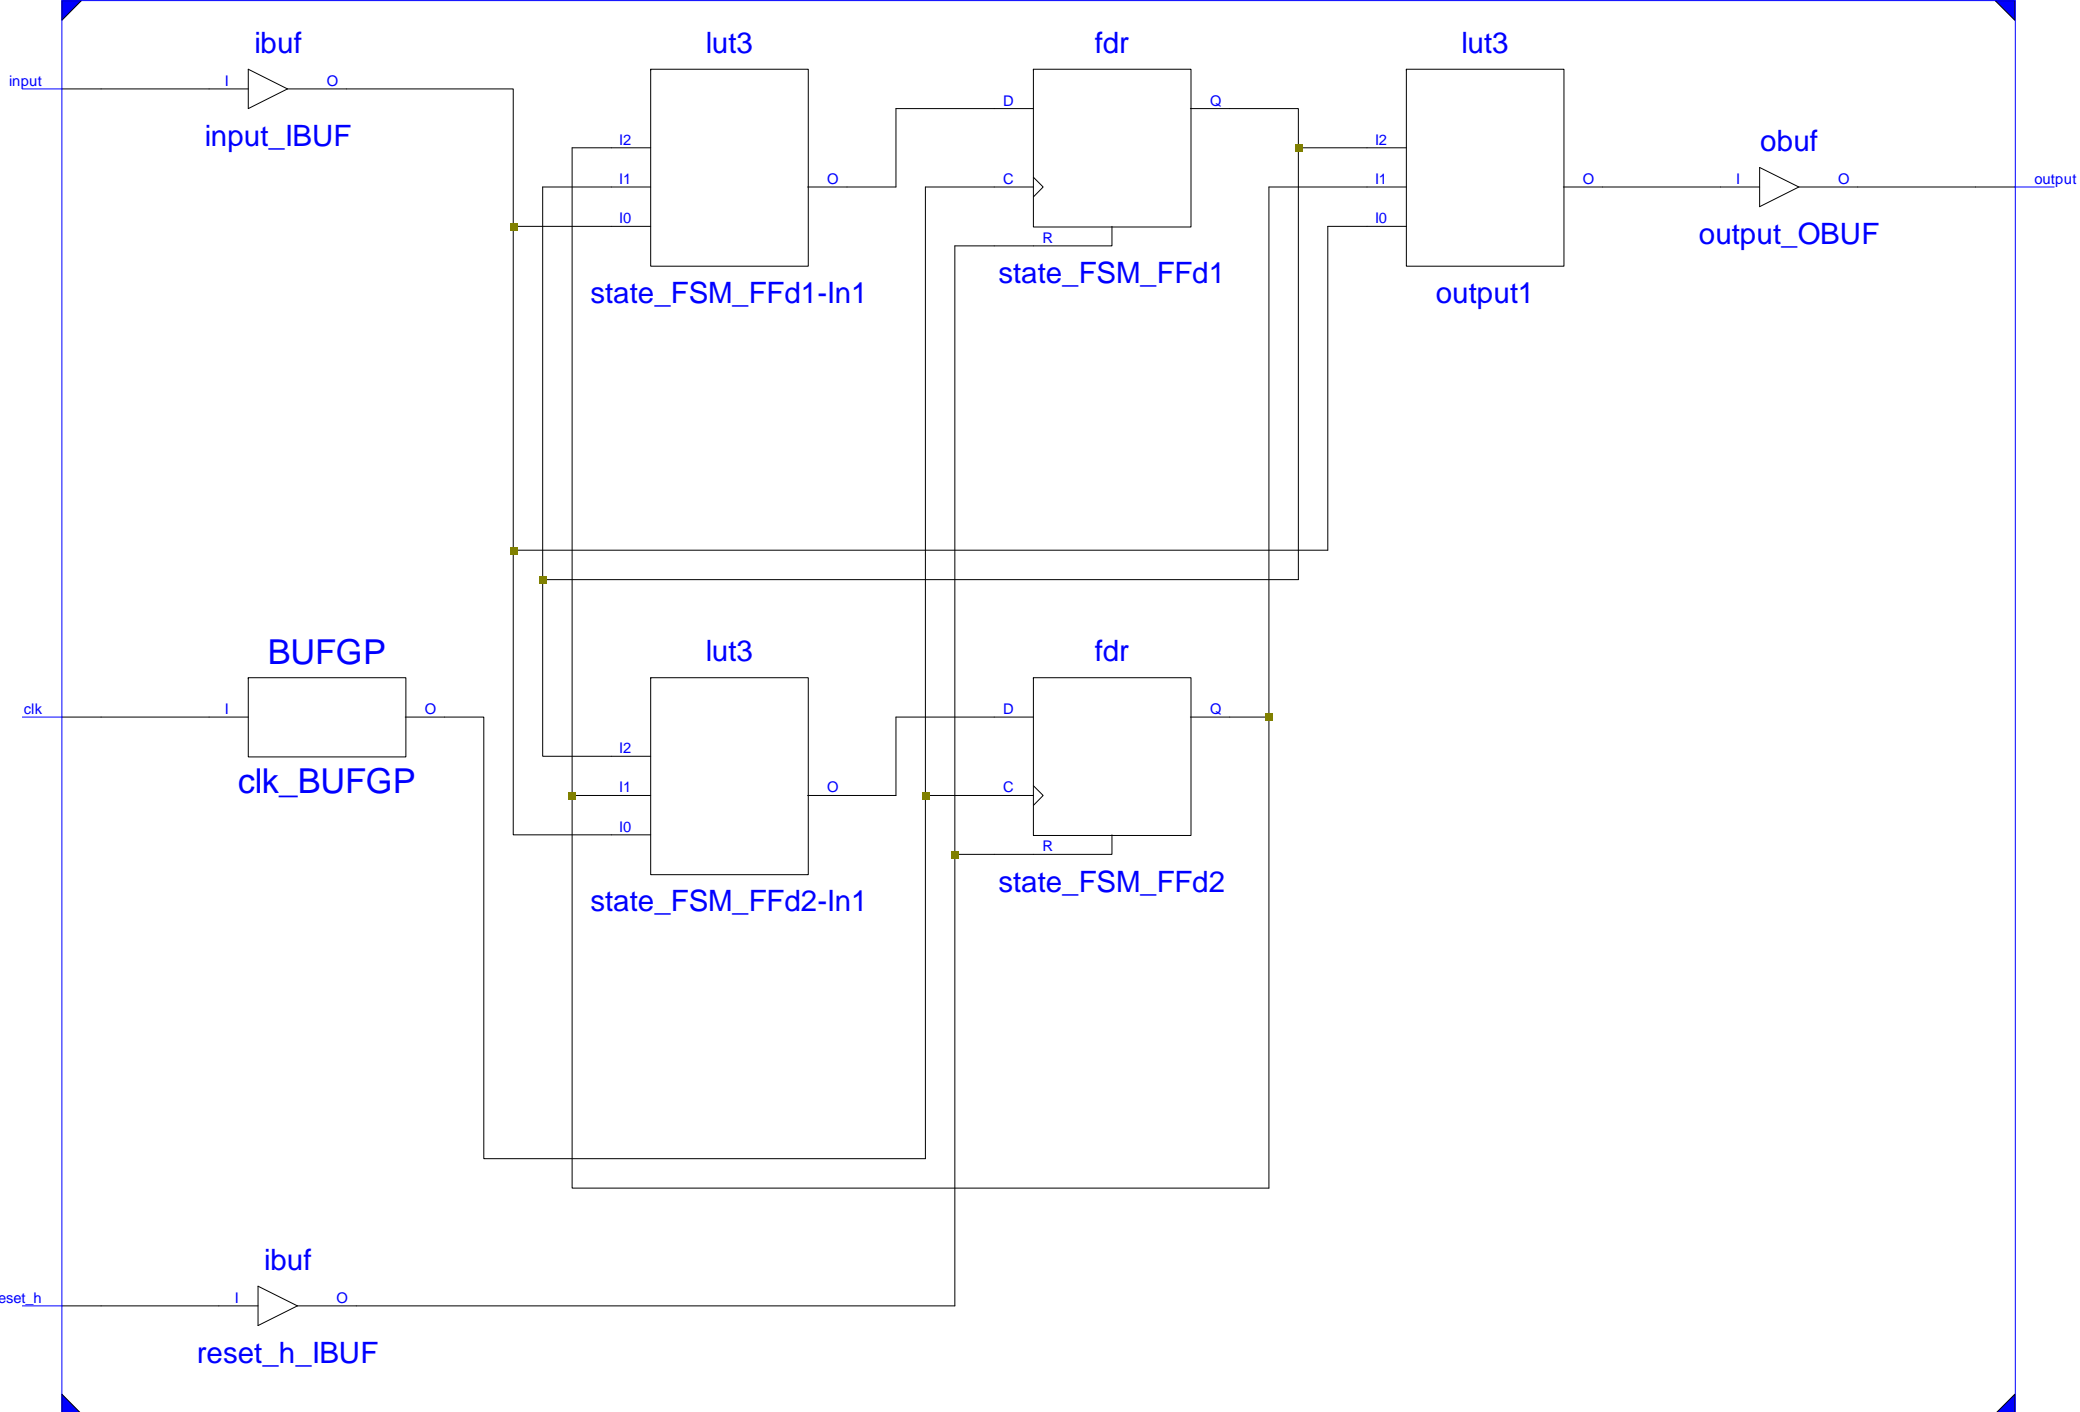 ibuf
lut3
fdr
lut3
input
I
O
input_IBUF
I2
I1
I0
O
state_FSM_FFd1-In1
D
C
R
Q
state_FSM_FFd1
I2
I1
I0
O
output1
obuf
I
O
output
output_OBUF
BUFGP
lut3
fdr
clk
I
O
clk_BUFGP
I2
I1
I0
O
state_FSM_FFd2-In1
D
C
R
Q
state_FSM_FFd2
ibuf
eset_h
I
O
reset_h_IBUF